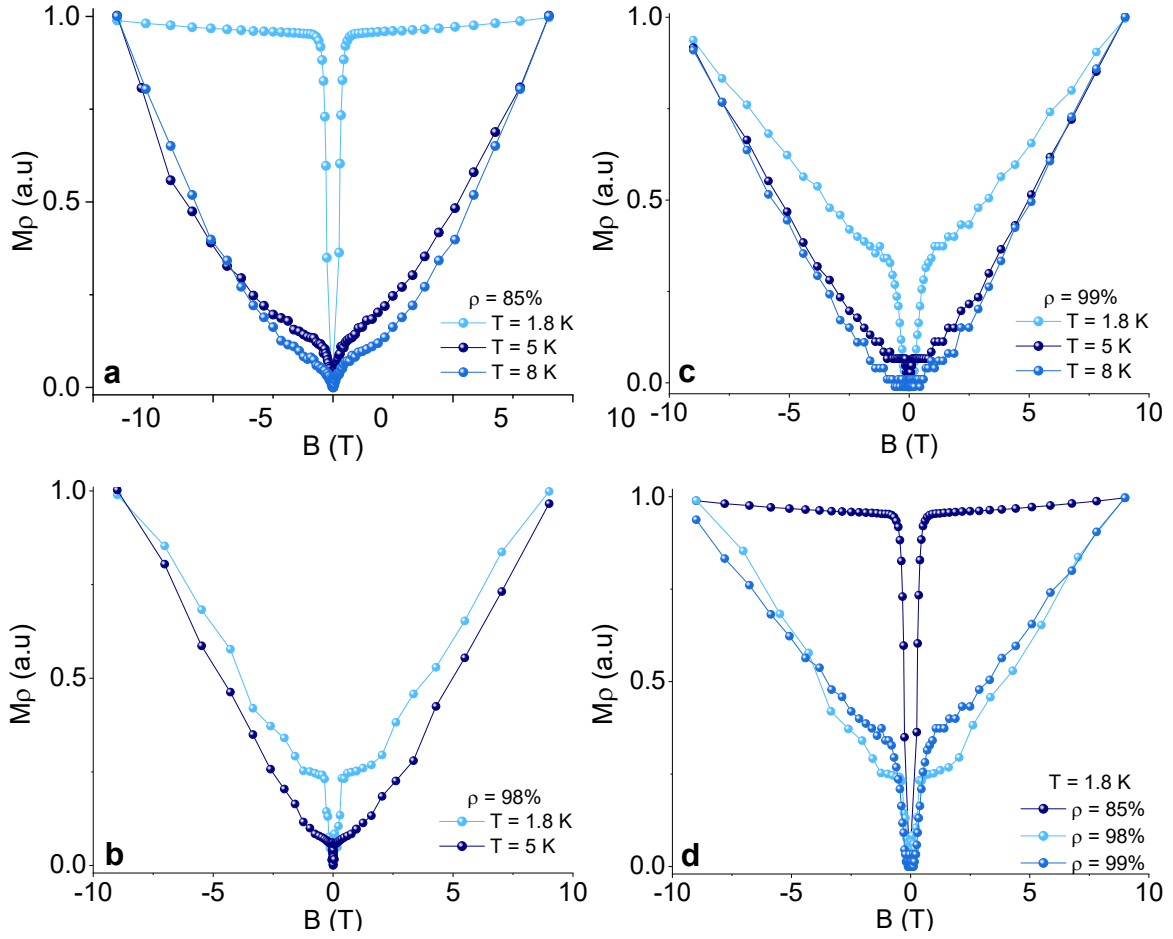 1.0
0.5
0.0
Mρ (a.u)
a
ρ = 85%
T = 1.8 K
T = 5 K
T = 8 K
-10 -5 0 5 10
B (T)
1.0
0.5
0.0
Mρ (a.u)
c
ρ = 99%
T = 1.8 K
T = 5 K
T = 8 K
-10 -5 0 5 10
B (T)
1.0
0.5
0.0
Mρ (a.u)
b
ρ = 98%
T = 1.8 K
T = 5 K
-10 -5 0 5 10
B (T)
1.0
0.5
0.0
Mρ (a.u)
d
T = 1.8 K
ρ = 85%
ρ = 98%
ρ = 99%
-10 -5 0 5 10
B (T)